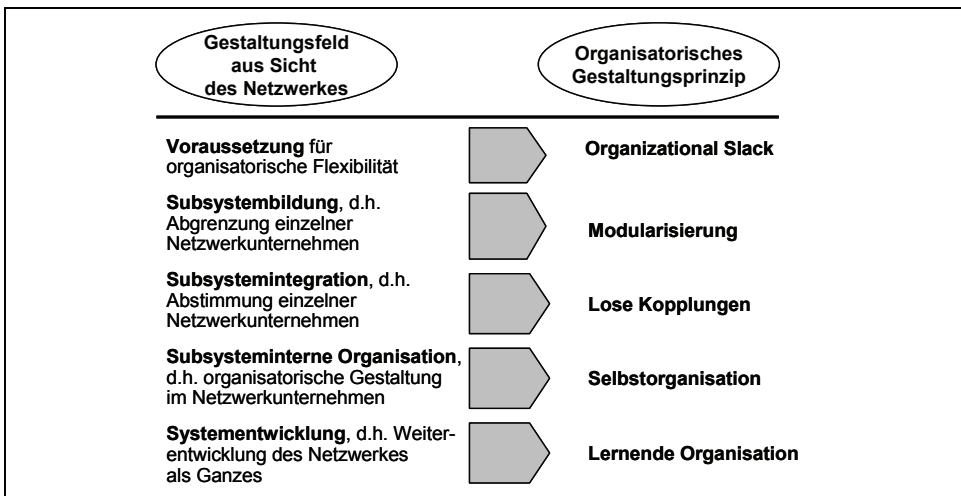 Gestaltungsfeld
aus Sicht
des Netzwerkes
Organisatorisches
Gestaltungsprinzip
Voraussetzung für
organisatorische Flexibilität
Organizational Slack
Subsystembildung, d.h.
Abgrenzung einzelner
Netzwerkunternehmen
Modularisierung
Subsystemintegration, d.h.
Abstimmung einzelner
Netzwerkunternehmen
Lose Kopplungen
Subsysteminterne Organisation,
d.h. organisatorische Gestaltung
im Netzwerkunternehmen
Selbstorganisation
Systementwicklung, d.h. Weiter-
entwicklung des Netzwerkes
als Ganzes
Lernende Organisation